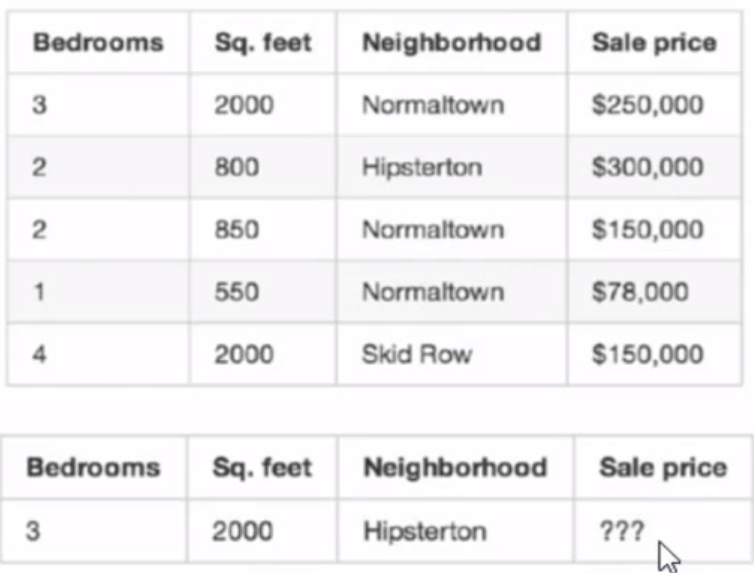 Bedrooms Sq. feet Neighborhood Sale price
3 2000 Normaltown $250,000
2 800 Hipsterton $300,000
2 850 Normaltown $150,000
1 550 Normaltown $78,000
4 2000 Skid Row $150,000
Bedrooms Sq. feet Neighborhood Sale price
3 2000 Hipsterton ???